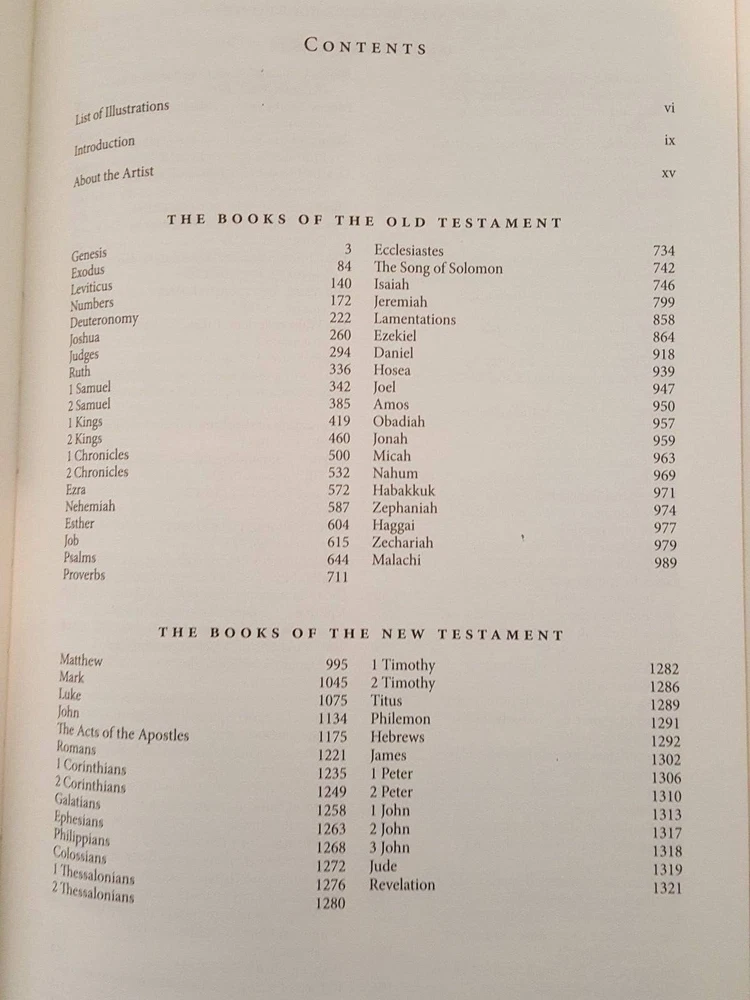 CONTENTS
List of Illustrations vi
Introduction ix
About the Artist xv
THE BOOKS OF THE OLD TESTAMENT
Genesis 3
Exodus 84
Leviticus 140
Numbers 172
Deuteronomy 222
Joshua 260
Judges 294
Ruth 336
1 Samuel 342
2 Samuel 385
1 Kings 419
2 Kings 460
1 Chronicles 500
2 Chronicles 532
Ezra 572
Nehemiah 587
Esther 604
Job 615
Psalms 644
Proverbs 711
Ecclesiastes 734
The Song of Solomon 742
Isaiah 746
Jeremiah 799
Lamentations 858
Ezekiel 864
Daniel 918
Hosea 939
Joel 947
Amos 950
Obadiah 957
Jonah 959
Micah 963
Nahum 969
Habakkuk 971
Zephaniah 974
Haggai 977
Zechariah 979
Malachi 989
THE BOOKS OF THE NEW TESTAMENT
Matthew 995
Mark 1045
Luke 1075
John 1134
The Acts of the Apostles 1175
Romans 1221
1 Corinthians 1235
2 Corinthians 1249
Galatians 1258
Ephesians 1263
Philippians 1268
Colossians 1272
1 Thessalonians 1276
2 Thessalonians 1280
1 Timothy 1282
2 Timothy 1286
Titus 1289
Philemon 1291
Hebrews 1292
James 1302
1 Peter 1306
2 Peter 1310
1 John 1313
2 John 1317
3 John 1318
Jude 1319
Revelation 1321